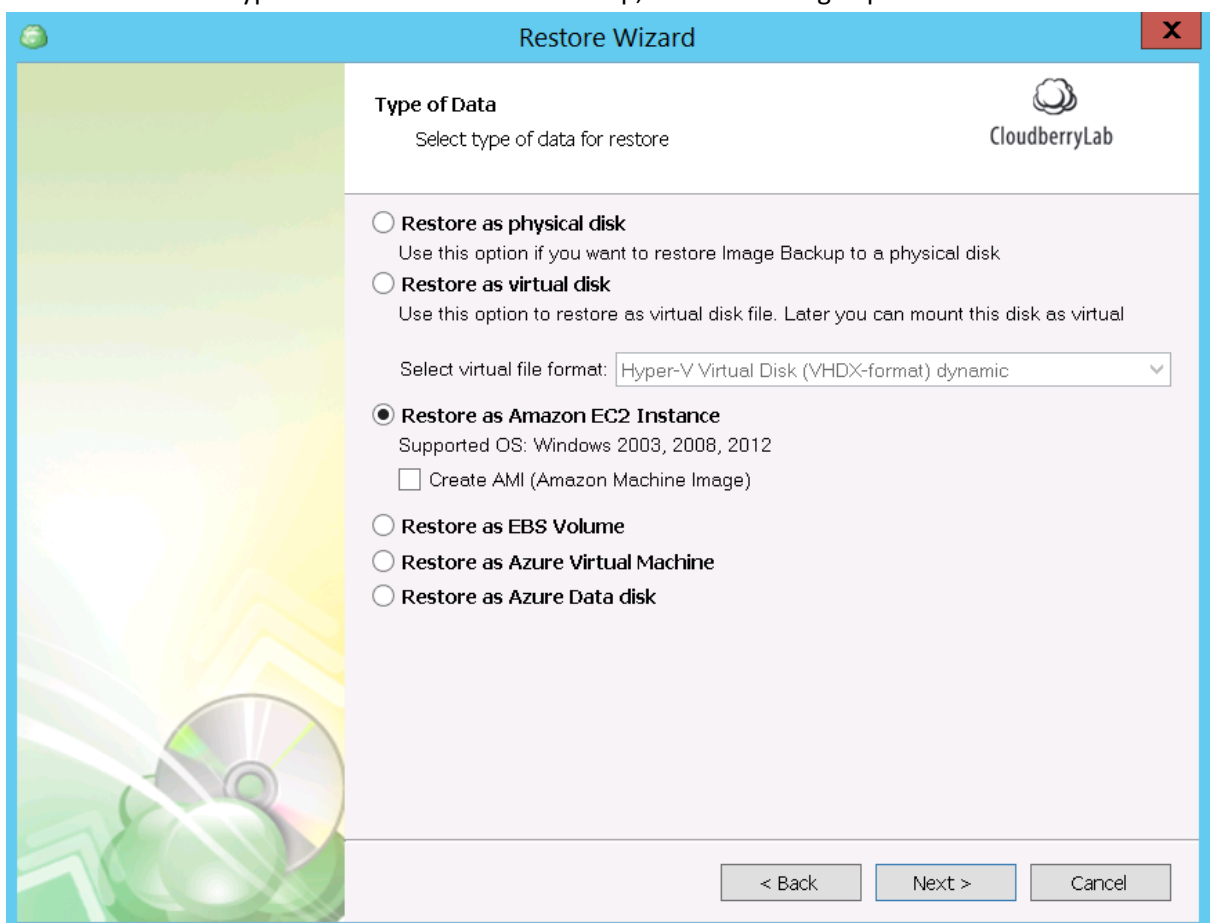 Restore Wizard
X
Type of Data
Select type of data for restore
CloudberryLab
Restore as physical disk
Use this option if you want to restore Image Backup to a physical disk
Restore as virtual disk
Use this option to restore as virtual disk file. Later you can mount this disk as virtual
Select virtual file format: Hyper-V Virtual Disk (VHDX-format) dynamic
Restore as Amazon EC2 Instance
Supported OS: Windows 2003, 2008, 2012
Create AMI (Amazon Machine Image)
Restore as EBS Volume
Restore as Azure Virtual Machine
Restore as Azure Data disk
< Back Next > Cancel